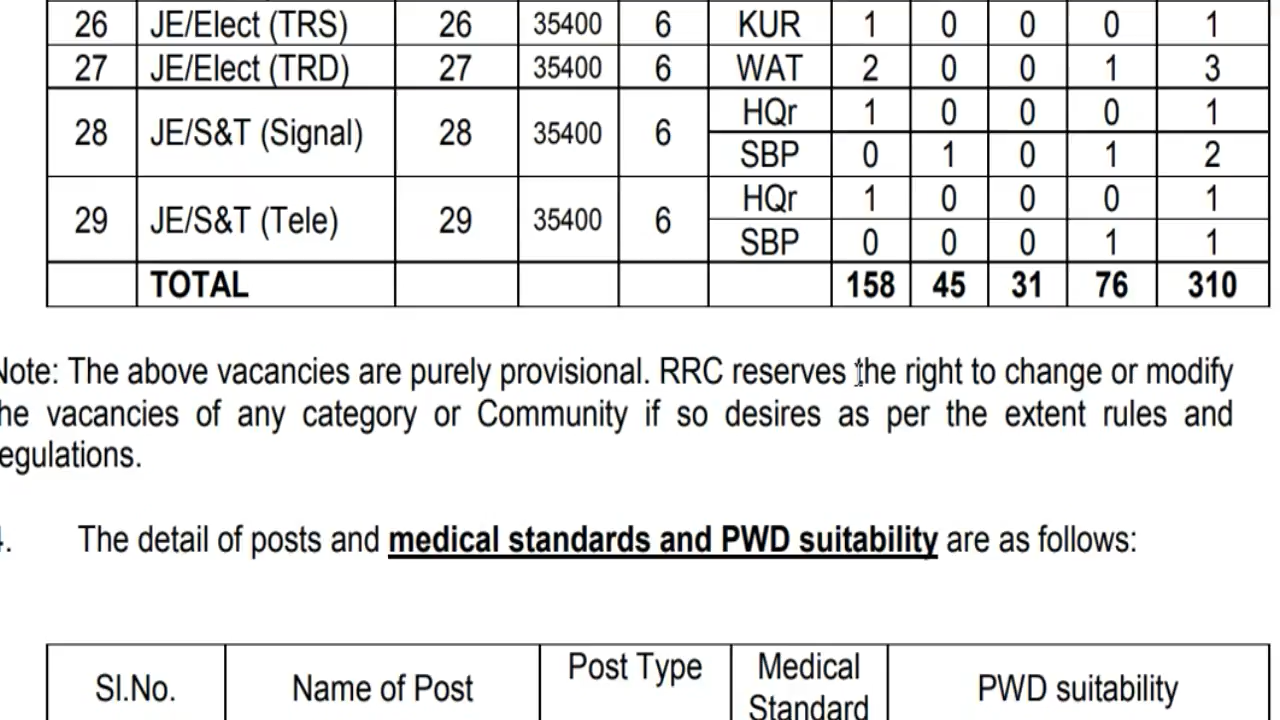 26 JE/Elect (TRS) 26 35400 6 KUR 1 0 0 0 1
27 JE/Elect (TRD) 27 35400 6 WAT 2 0 0 1 3
28 JE/S&T (Signal) 28 35400 6 HQr 1 0 0 0 1
SBP 0 1 0 1 2
29 JE/S&T (Tele) 29 35400 6 HQr 1 0 0 0 1
SBP 0 0 0 1 1
TOTAL 158 45 31 76 310
Note: The above vacancies are purely provisional. RRC reserves the right to change or modify
he vacancies of any category or Community if so desires as per the extent rules and
egulations.
The detail of posts and medical standards and PWD suitability are as follows:
Sl.No. Name of Post Post Type Medical Standard PWD suitability